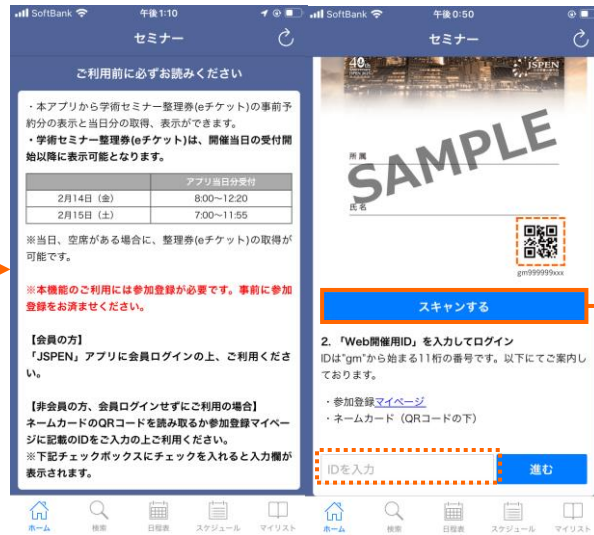 SoftBank 午後1:10
セミナー
ご利用前に必ずお読みください
・本アプリから学術セミナー整理券(eチケット)の事前予
約分の表示と当日分の取得、表示ができます。
・学術セミナー整理券(eチケット)は、開催当日の受付開
始以降に表示可能となります。
アプリ当日分受付
2月14日（金） 8:00～12:20
2月15日（土） 7:00～11:55
※当日、空席がある場合に、整理券(eチケット)の取得が
可能です。
※本機能のご利用には参加登録が必要です。事前に参加
登録をお済ませください。
【会員の方】
「JSPEN」アプリに会員ログインの上、ご利用くださ
い。
【非会員の方、会員ログインせずにご利用の場合】
ネームカードのQRコードを読み取るか参加登録マイペー
ジに記載のIDをご入力の上ご利用ください。
※下記チェックボックスにチェックを入れると入力欄が
表示されます。
ホーム 検索 日程表 スケジュール マイリスト
SoftBank 午後0:50
セミナー
40th
JSPEN
所属
SAMPLE
氏名
gm999999xxx
スキャンする
2. 「Web開催用ID」を入力してログイン
IDは"gm"から始まる11桁の番号です。以下にてご案内し
ております。
・参加登録マイページ
・ネームカード（QRコードの下）
IDを入力 進む
ホーム 検索 日程表 スケジュール マイリスト